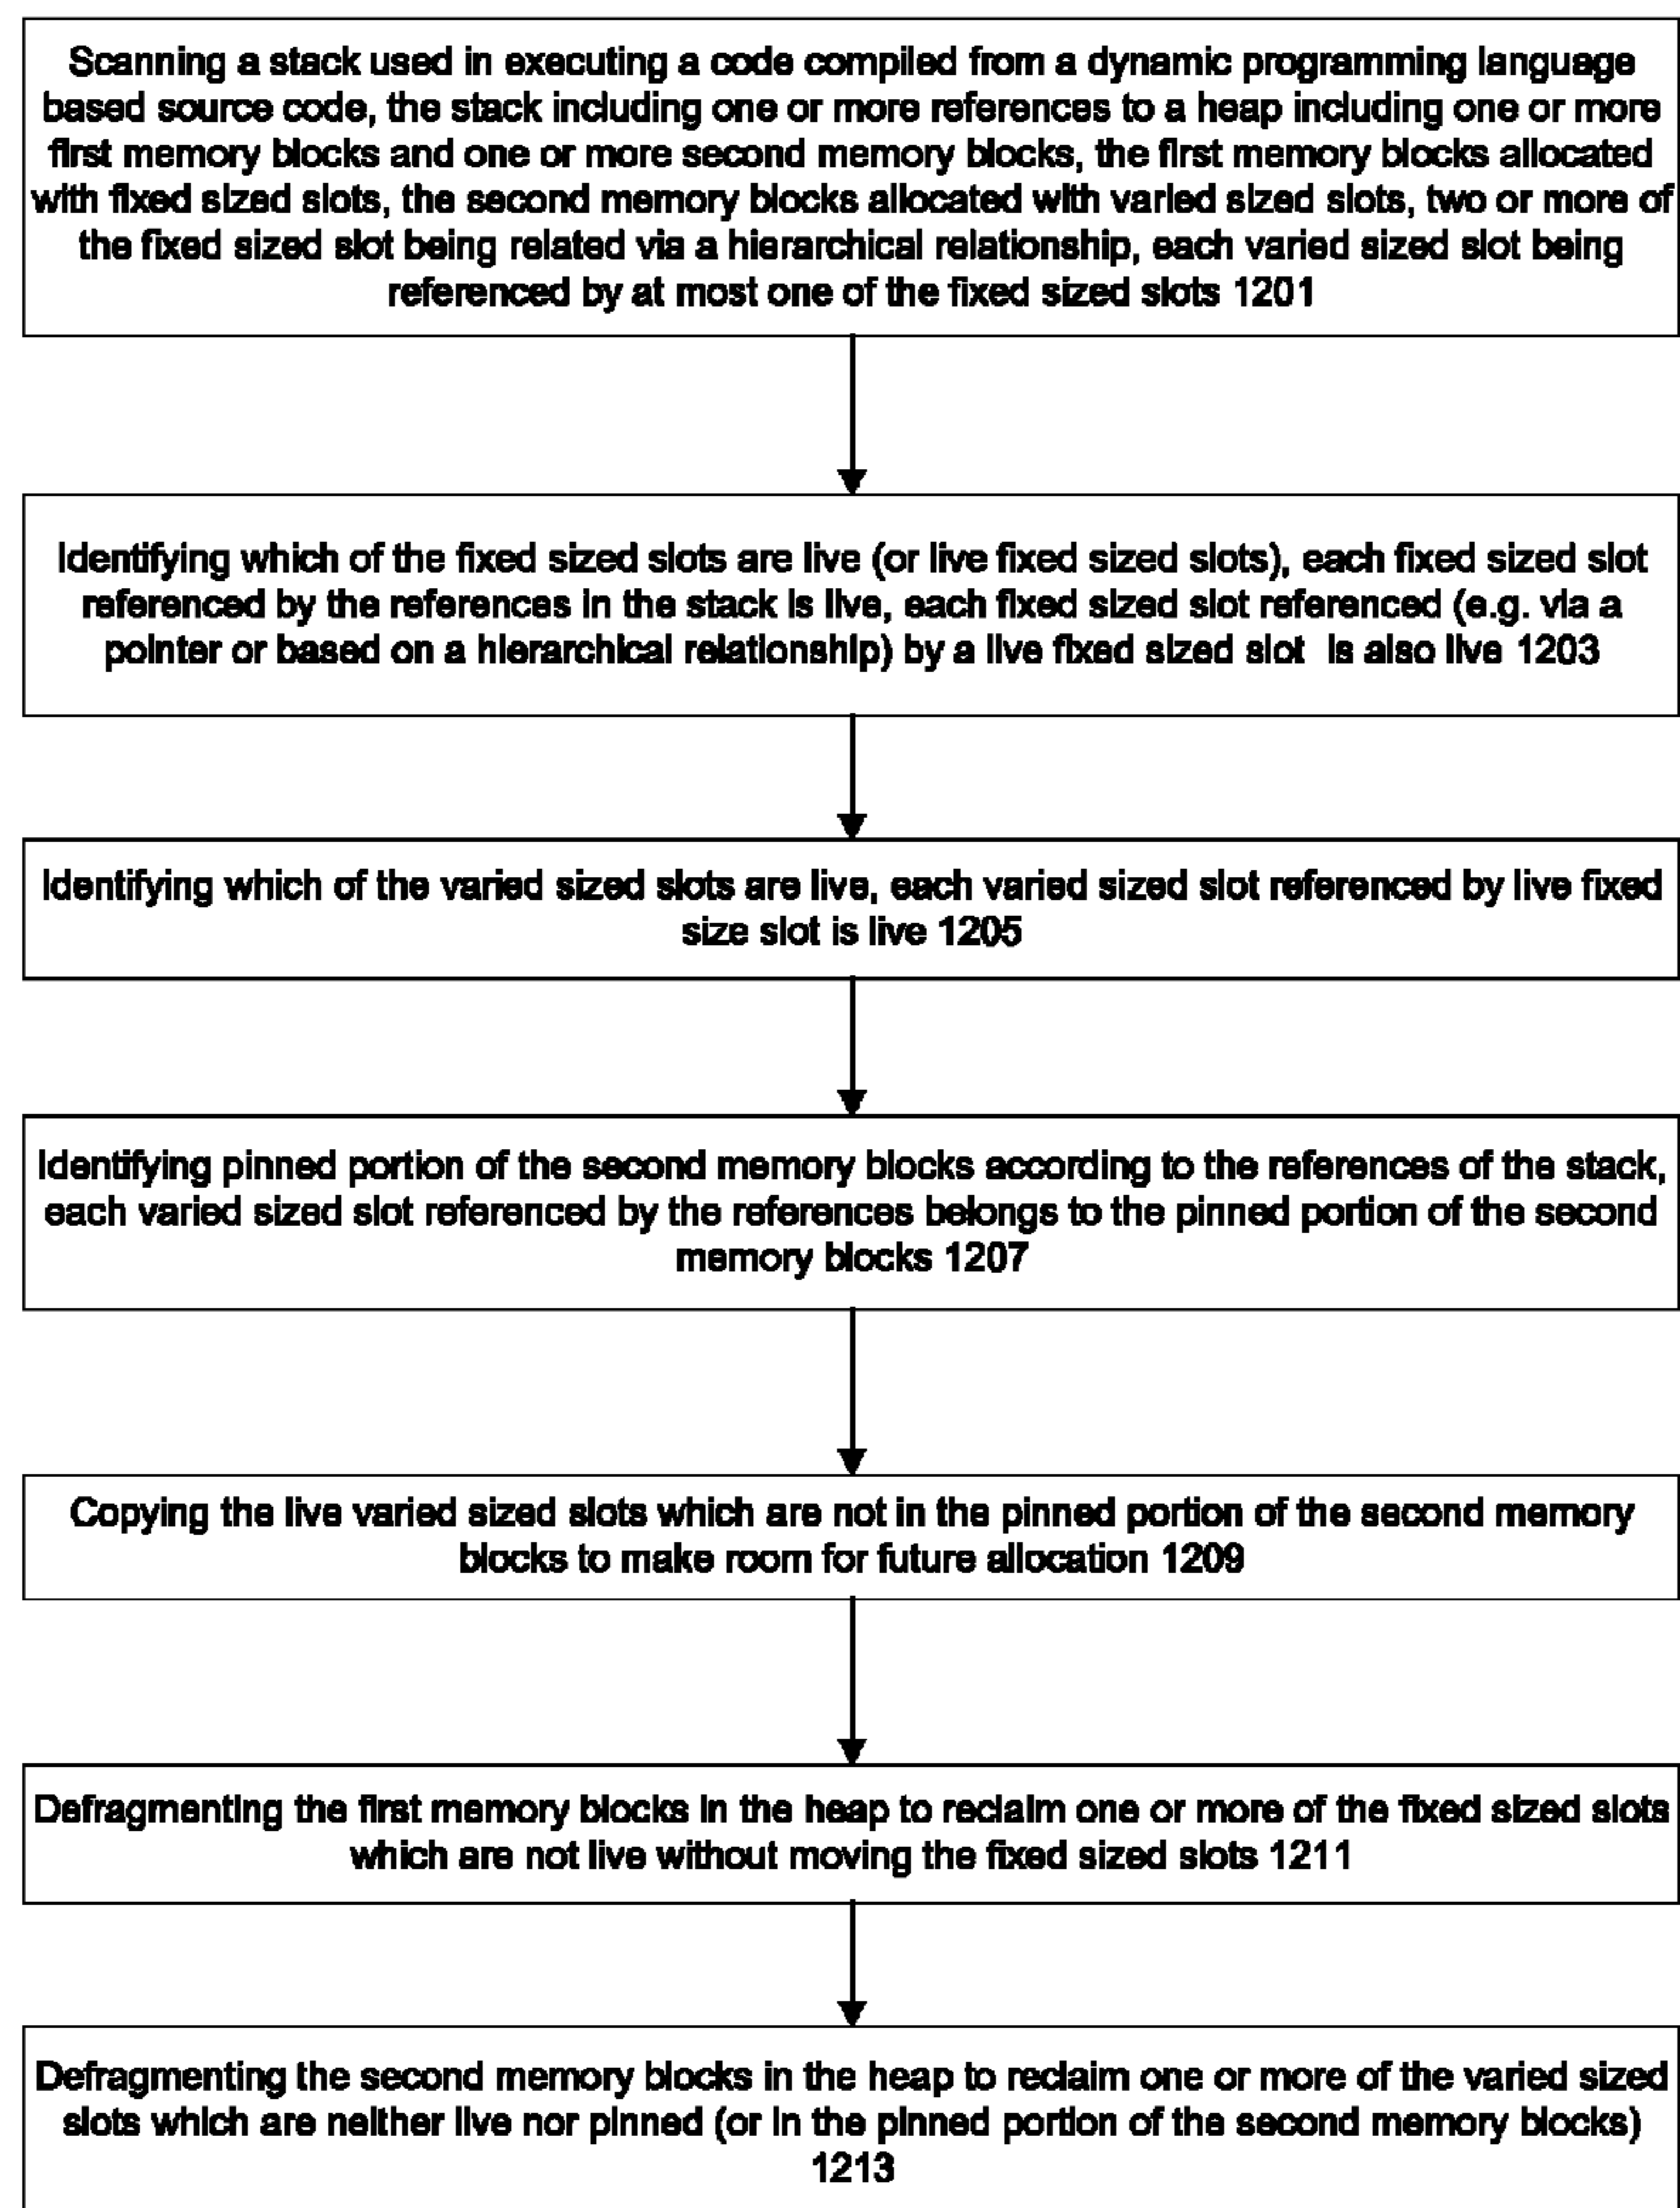 Scanning a stack used in executing a code compiled from a dynamic programming language
based source code, the stack including one or more references to a heap including one or more
first memory blocks and one or more second memory blocks, the first memory blocks allocated
with fixed sized slots, the second memory blocks allocated with varied sized slots, two or more of
the fixed sized slot being related via a hierarchical relationship, each varied sized slot being
referenced by at most one of the fixed sized slots 1201
Identifying which of the fixed sized slots are live (or live fixed sized slots), each fixed sized slot
referenced by the references in the stack is live, each fixed sized slot referenced (e.g. via a
pointer or based on a hierarchical relationship) by a live fixed sized slot is also live 1203
Identifying which of the varied sized slots are live, each varied sized slot referenced by live fixed
size slot is live 1205
Identifying pinned portion of the second memory blocks according to the references of the stack,
each varied sized slot referenced by the references belongs to the pinned portion of the second
memory blocks 1207
Copying the live varied sized slots which are not in the pinned portion of the second memory
blocks to make room for future allocation 1209
Defragmenting the first memory blocks in the heap to reclaim one or more of the fixed sized slots
which are not live without moving the fixed sized slots 1211
Defragmenting the second memory blocks in the heap to reclaim one or more of the varied sized
slots which are neither live nor pinned (or in the pinned portion of the second memory blocks)
1213